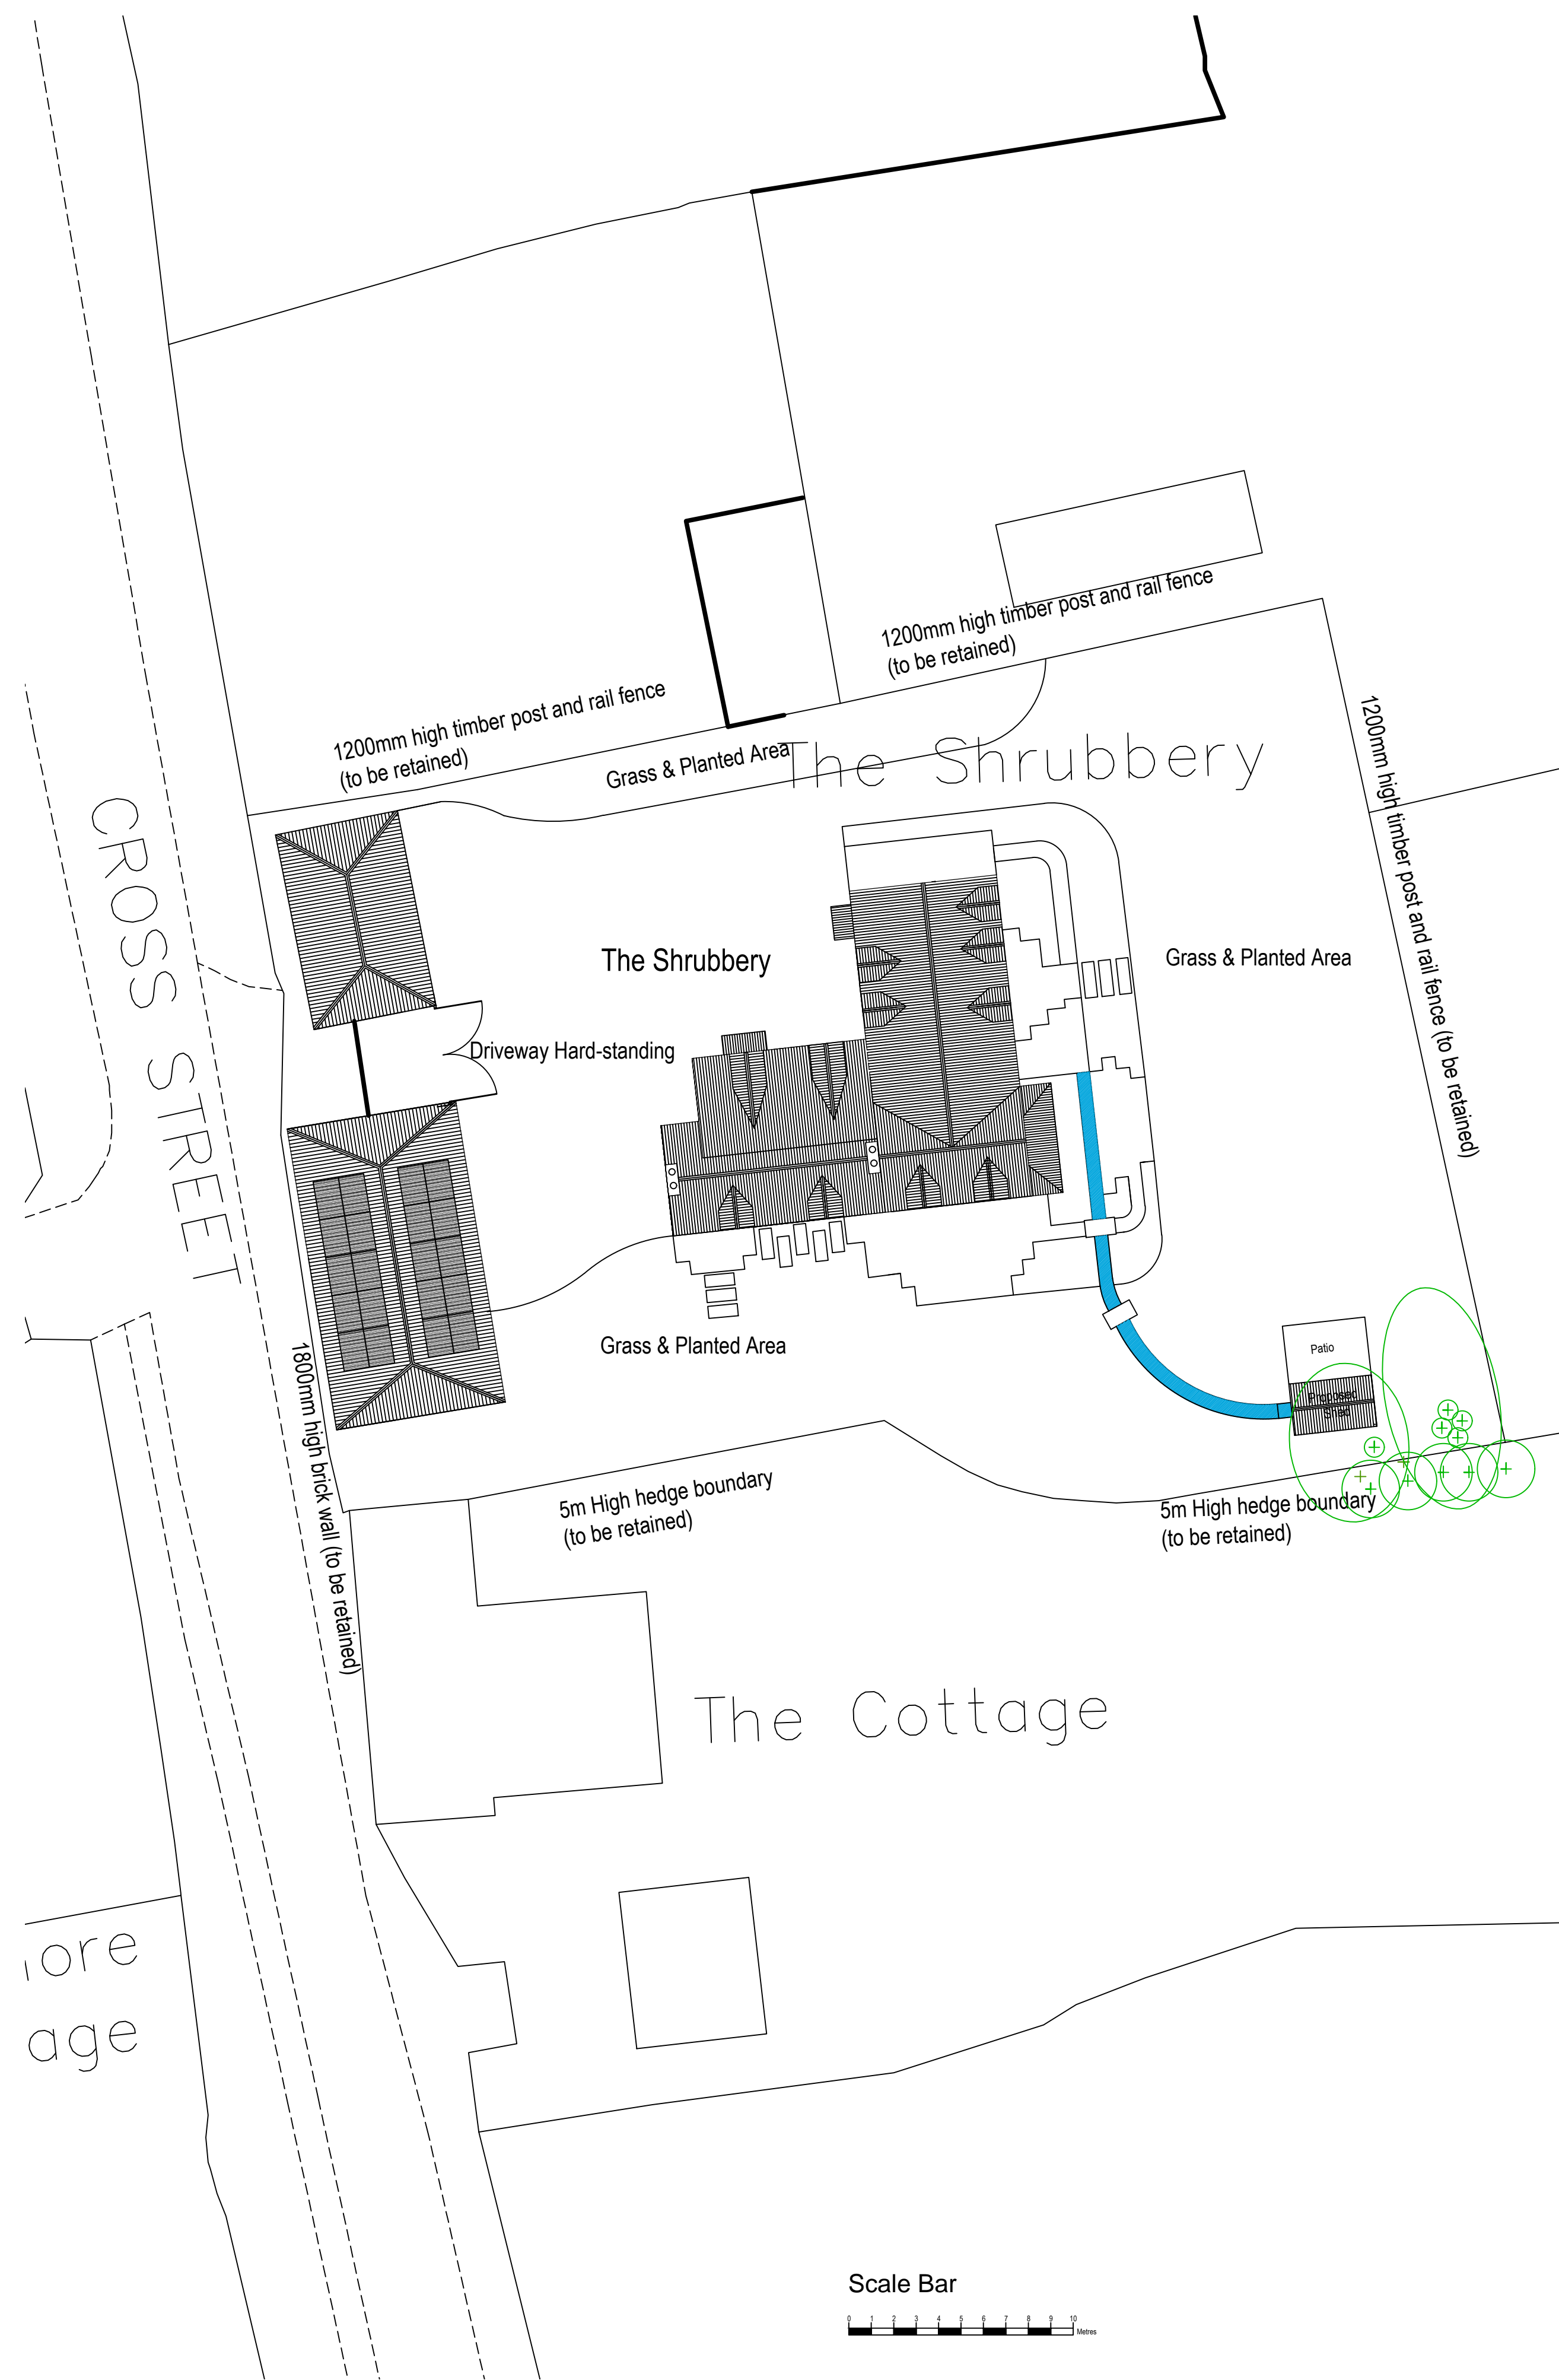 1200mm high timber post and rail fence
(to be retained)
1200mm high timber post and rail fence
(to be retained)
Grass & Planted Area
The Shrubbery
1200mm high timber post and rail fence (to be retained)
CROSS STREET
The Shrubbery
Grass & Planted Area
Driveway Hard-standing
Grass & Planted Area
Patio
Proposed
Shed
1800mm high brick wall (to be retained)
5m High hedge boundary
(to be retained)
5m High hedge boundary
(to be retained)
The Cottage
ore
age
Scale Bar
0 1 2 3 4 5 6 7 8 9 10
Metres